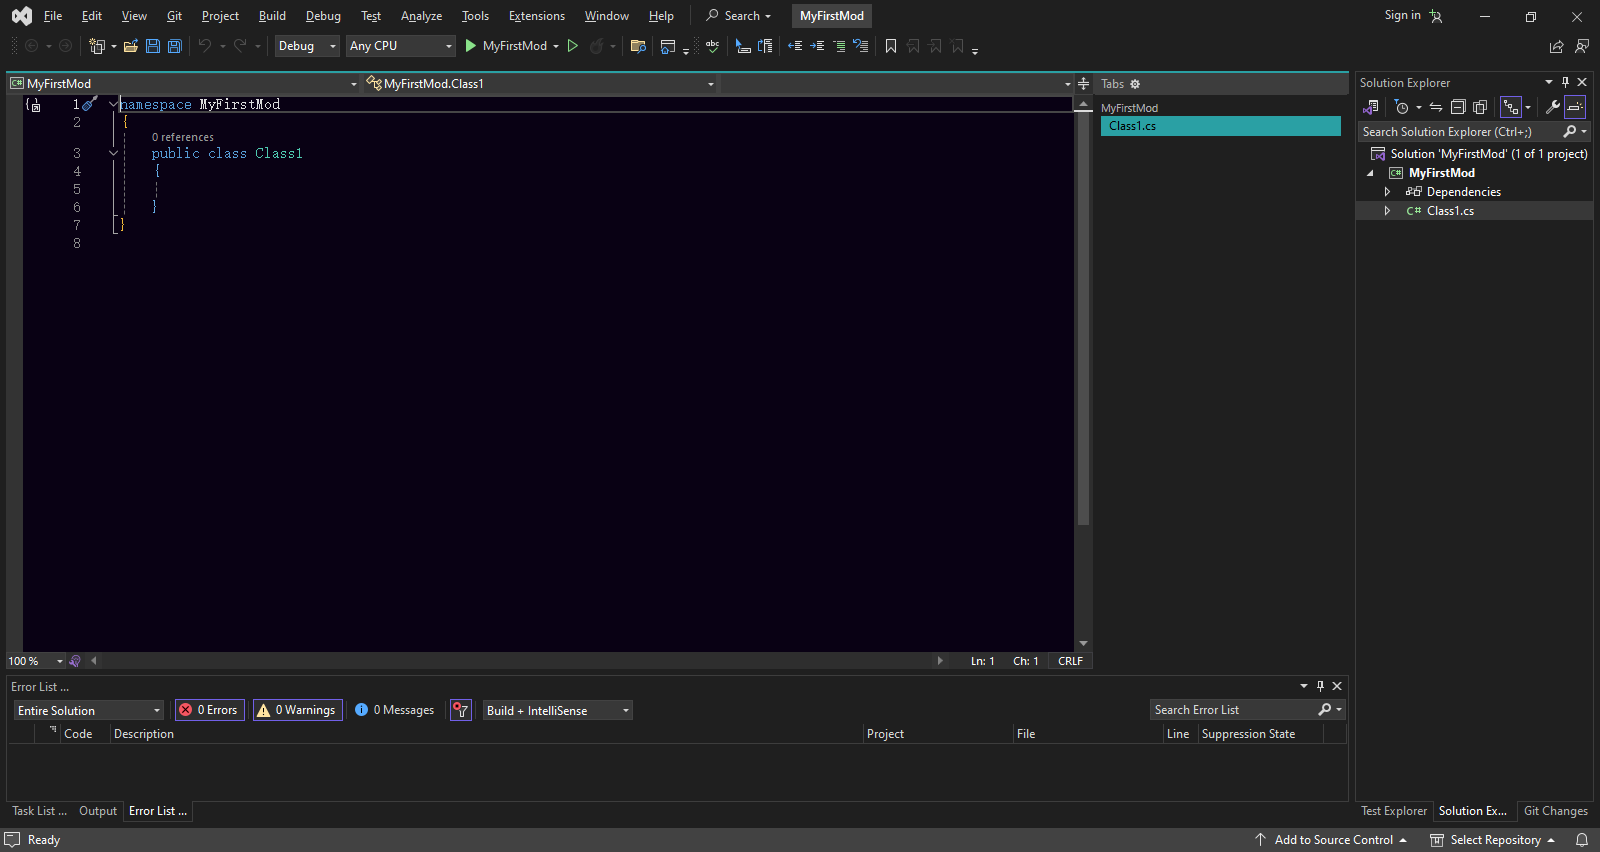 File Edit View Git Project Build Debug Test Analyze Tools Extensions Window Help Search MyFirstMod Sign in
Debug Any CPU MyFirstMod
MyFirstMod MyFirstMod.Class1
1 namespace MyFirstMod
2 {
0 references
3 public class Class1
4 {
5
6 }
7 }
8
100 % Ln: 1 Ch: 1 CRLF
Tabs
MyFirstMod
Class1.cs
Solution Explorer
Search Solution Explorer (Ctrl+;)
Solution 'MyFirstMod' (1 of 1 project)
MyFirstMod
Dependencies
C# Class1.cs
Error List ...
Entire Solution 0 Errors 0 Warnings 0 Messages Build + IntelliSense Search Error List
Code Description Project File Line Suppression State
Task List ... Output Error List ...
Test Explorer Solution Ex... Git Changes
Ready Add to Source Control Select Repository